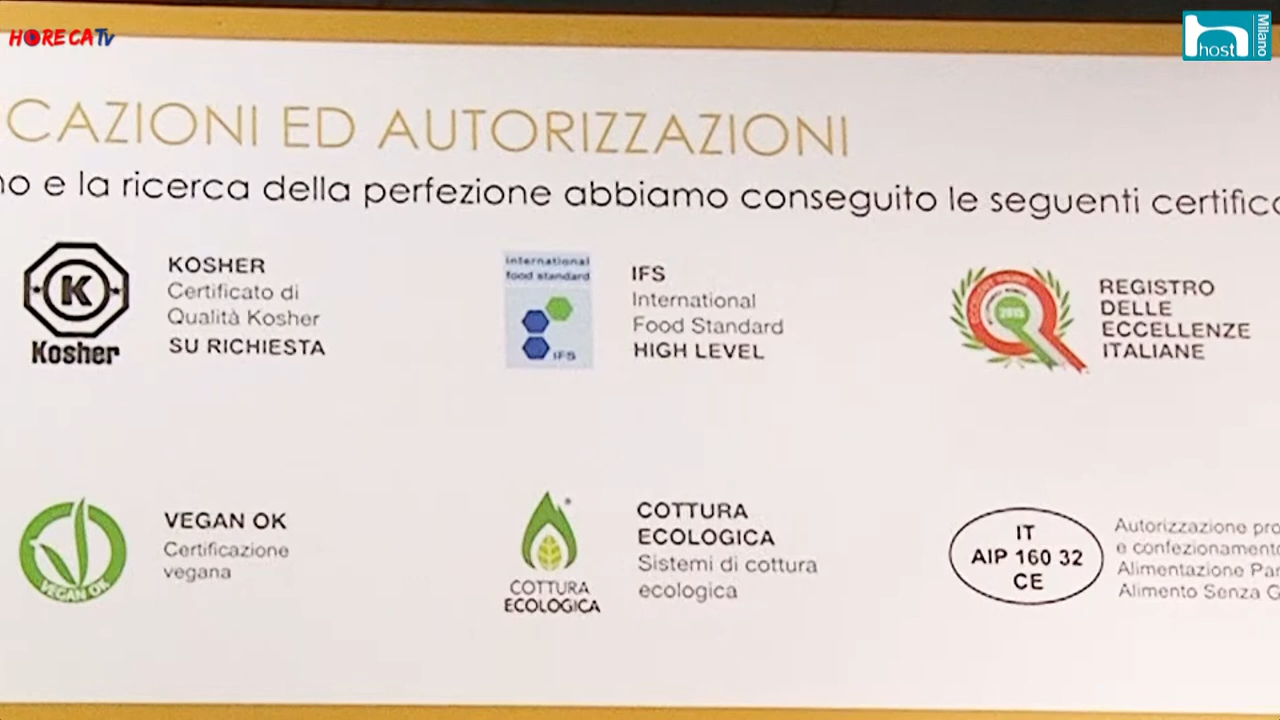 HORECATV
host
Milano
CAZIONI ED AUTORIZZAZIONI
no e la ricerca della perfezione abbiamo conseguito le seguenti certifica
K
Kosher
KOSHER
Certificato di
Qualità Kosher
SU RICHIESTA
international
food standard
IFS
IFS
International
Food Standard
HIGH LEVEL
2015
REGISTRO
DELLE
ECCELLENZE
ITALIANE
VEGAN OK
VEGAN OK
Certificazione
vegana
COTTURA
ECOLOGICA
COTTURA
ECOLOGICA
Sistemi di cottura
ecologica
IT
AIP 160 32
CE
Autorizzazione pro
e confezionamento
Alimentazione Par
Alimento Senza G